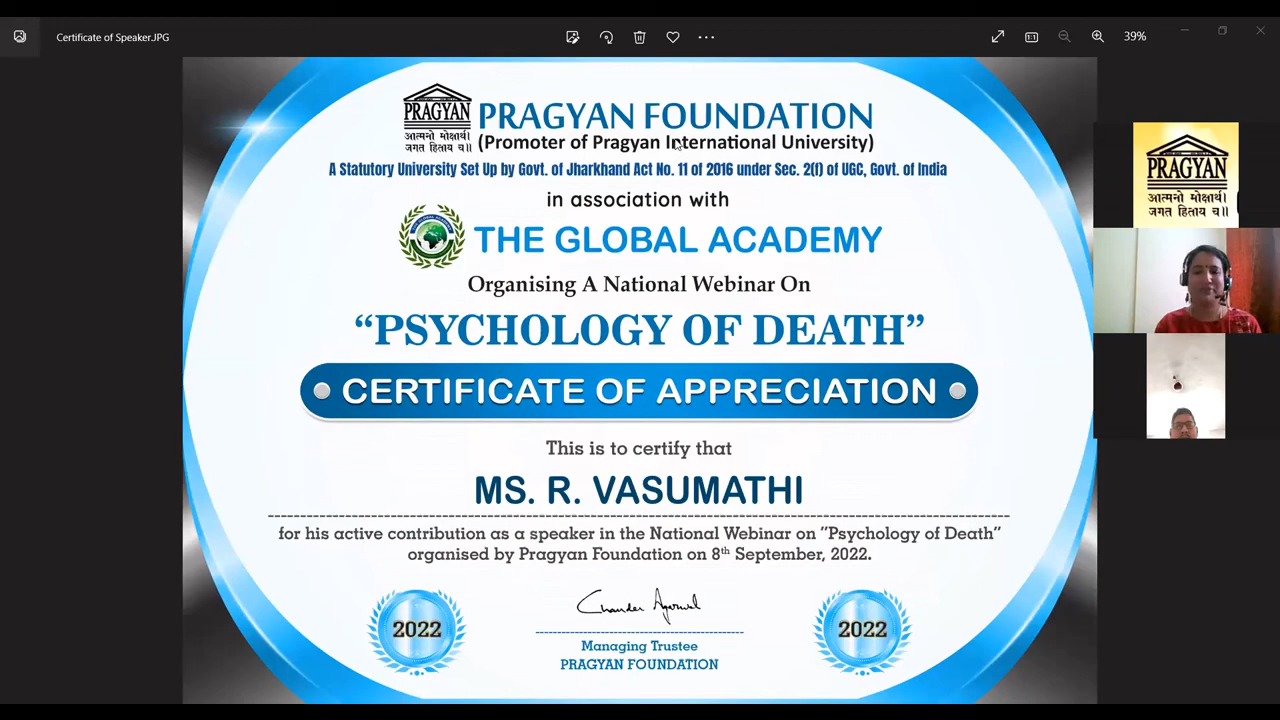 Certificate of Speaker.JPG
39%
PRAGYAN
आत्मनो मोक्षार्थ।
जगत हिताय च॥
PRAGYAN FOUNDATION
(Promoter of Pragyan International University)
A Statutory University Set Up by Govt. of Jharkhand Act No. 11 of 2016 under Sec. 2(f) of UGC, Govt. of India
in association with
THE GLOBAL ACADEMY
Organising A National Webinar On
“PSYCHOLOGY OF DEATH”
CERTIFICATE OF APPRECIATION
This is to certify that
MS. R. VASUMATHI
for his active contribution as a speaker in the National Webinar on “Psychology of Death”
organised by Pragyan Foundation on 8th September, 2022.
2022
Chander Agarwal
Managing Trustee
PRAGYAN FOUNDATION
2022
PRAGYAN
आत्मनो मोक्षार्थ।
जगत हिताय च॥